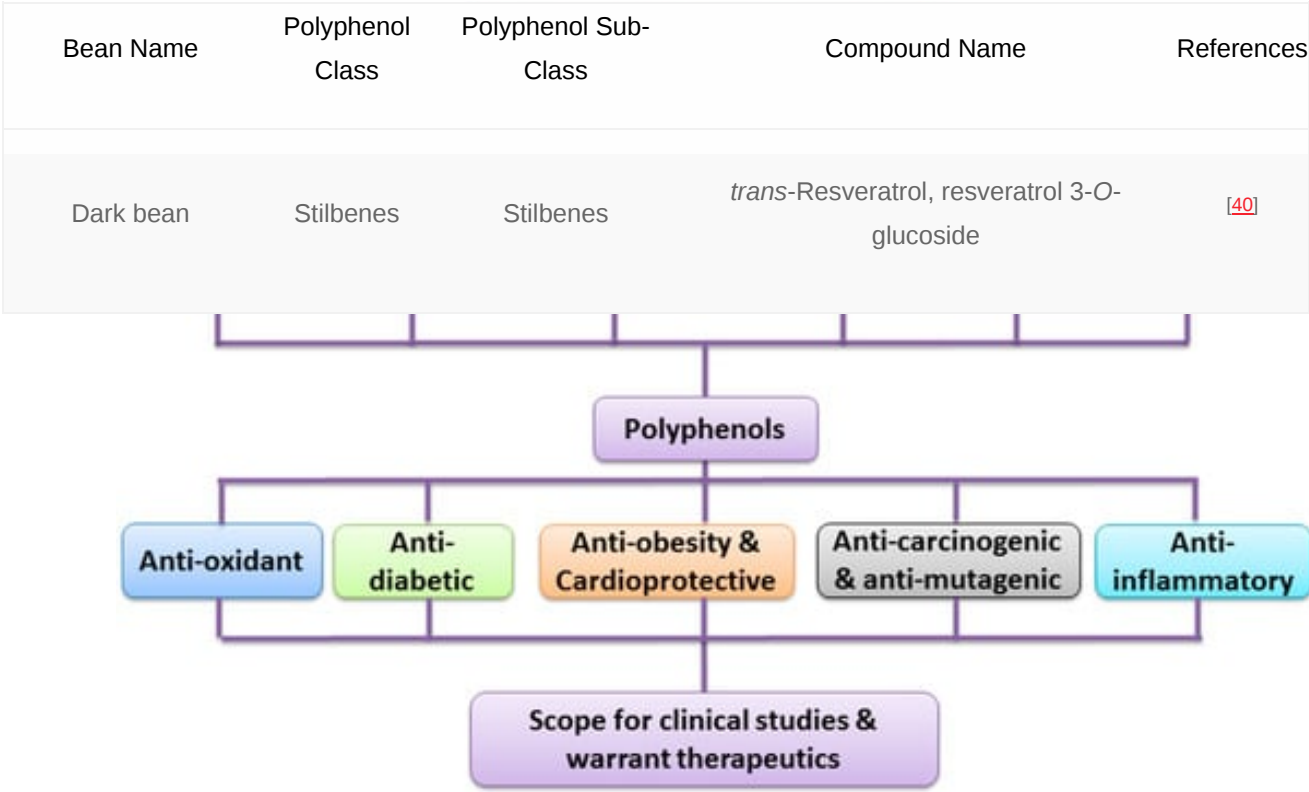 Bean Name
Polyphenol
Class
Polyphenol Sub-
Class
Compound Name
References
Dark bean
Stilbenes
Stilbenes
trans-Resveratrol, resveratrol 3-O-
glucoside
[40]
Polyphenols
Anti-oxidant
Anti-
diabetic
Anti-obesity &
Cardioprotective
Anti-carcinogenic
& anti-mutagenic
Anti-
inflammatory
Scope for clinical studies &
warrant therapeutics